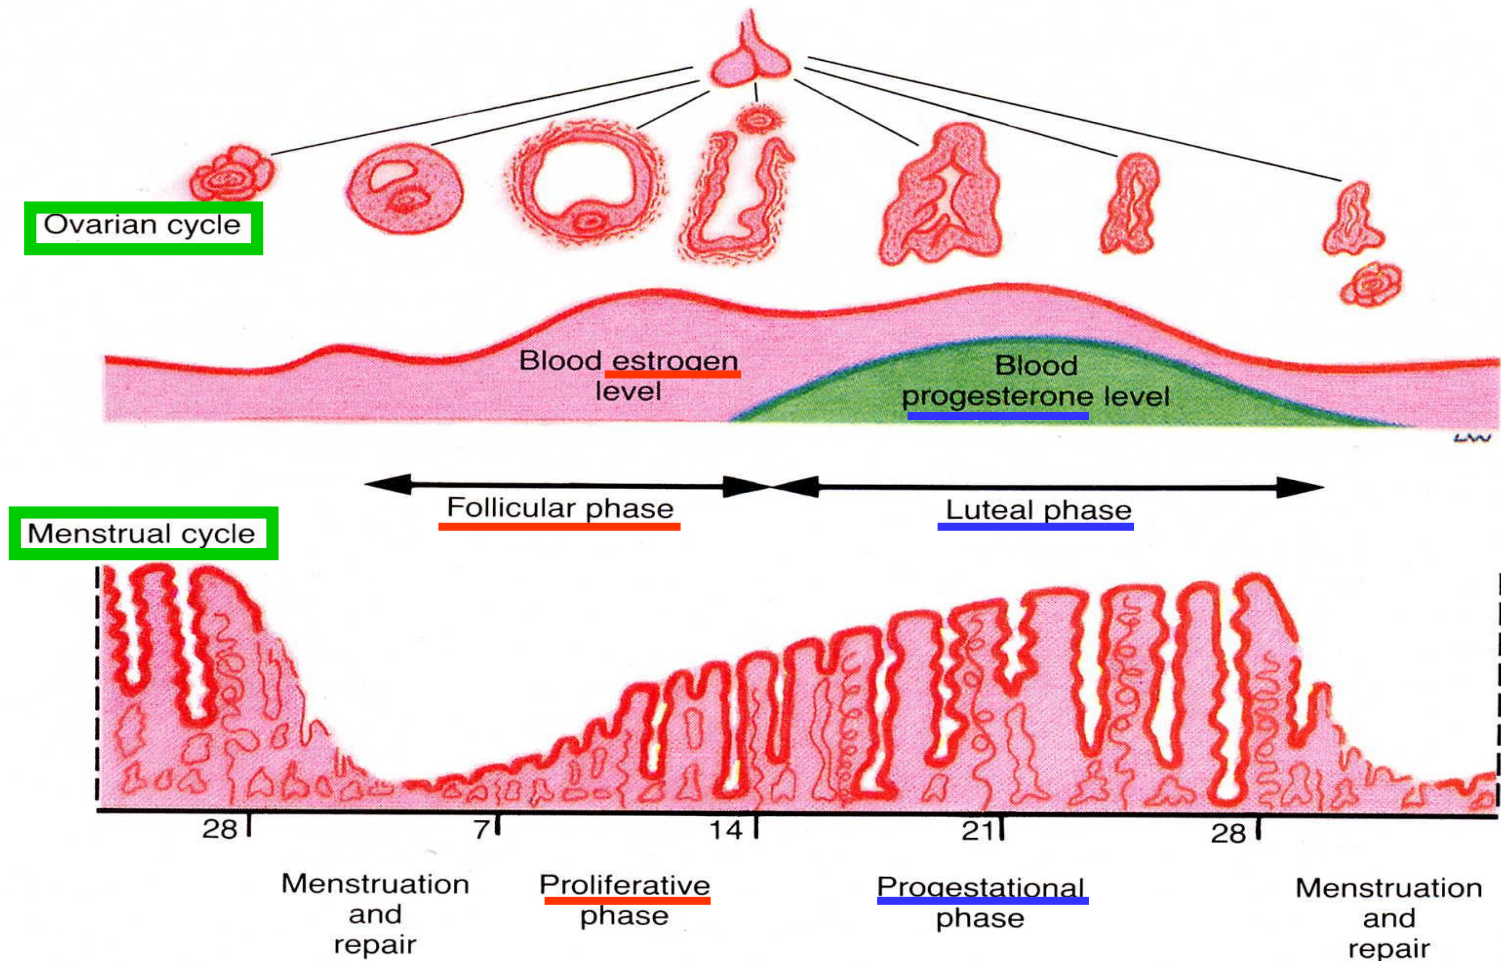 Ovarian cycle
Blood estrogen
level
Blood
progesterone level
LW
Follicular phase
Luteal phase
Menstrual cycle
28
7
14
21
28
Menstruation
and
repair
Proliferative
phase
Progestational
phase
Menstruation
and
repair